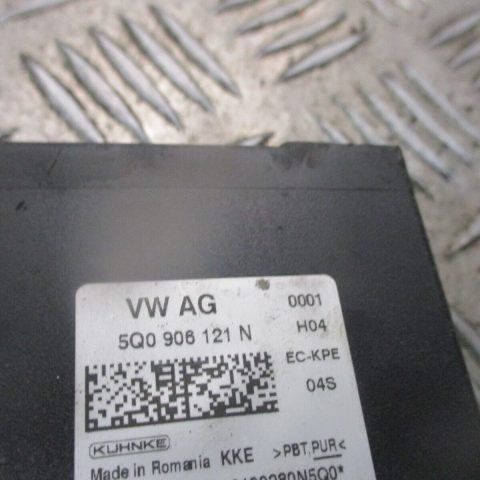 VW AG 0001
5Q0 906 121 N H04
EC-KPE
04S
KUHNKE
Made in Romania KKE >PBT,PUR<